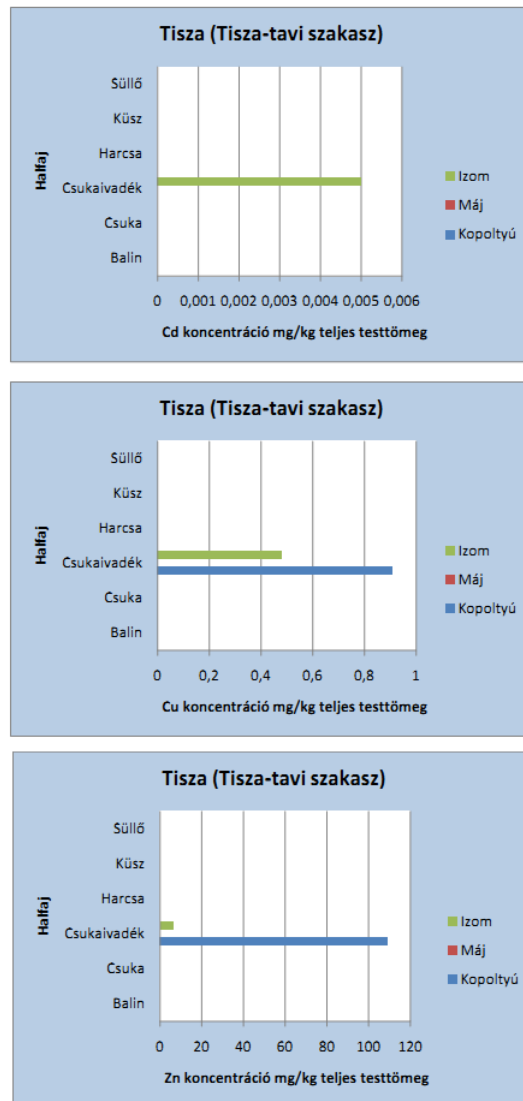 Tisza (Tisza-tavi szakasz)
Halfaj
Süllő
Küsz
Harcsa
Csukaivadék
Csuka
Balin
0 0,001 0,002 0,003 0,004 0,005 0,006
Cd koncentráció mg/kg teljes testtömeg
Izom
Máj
Kopoltyú
Tisza (Tisza-tavi szakasz)
Halfaj
Süllő
Küsz
Harcsa
Csukaivadék
Csuka
Balin
0 0,2 0,4 0,6 0,8 1
Cu koncentráció mg/kg teljes testtömeg
Izom
Máj
Kopoltyú
Tisza (Tisza-tavi szakasz)
Halfaj
Süllő
Küsz
Harcsa
Csukaivadék
Csuka
Balin
0 20 40 60 80 100 120
Zn koncentráció mg/kg teljes testtömeg
Izom
Máj
Kopoltyú